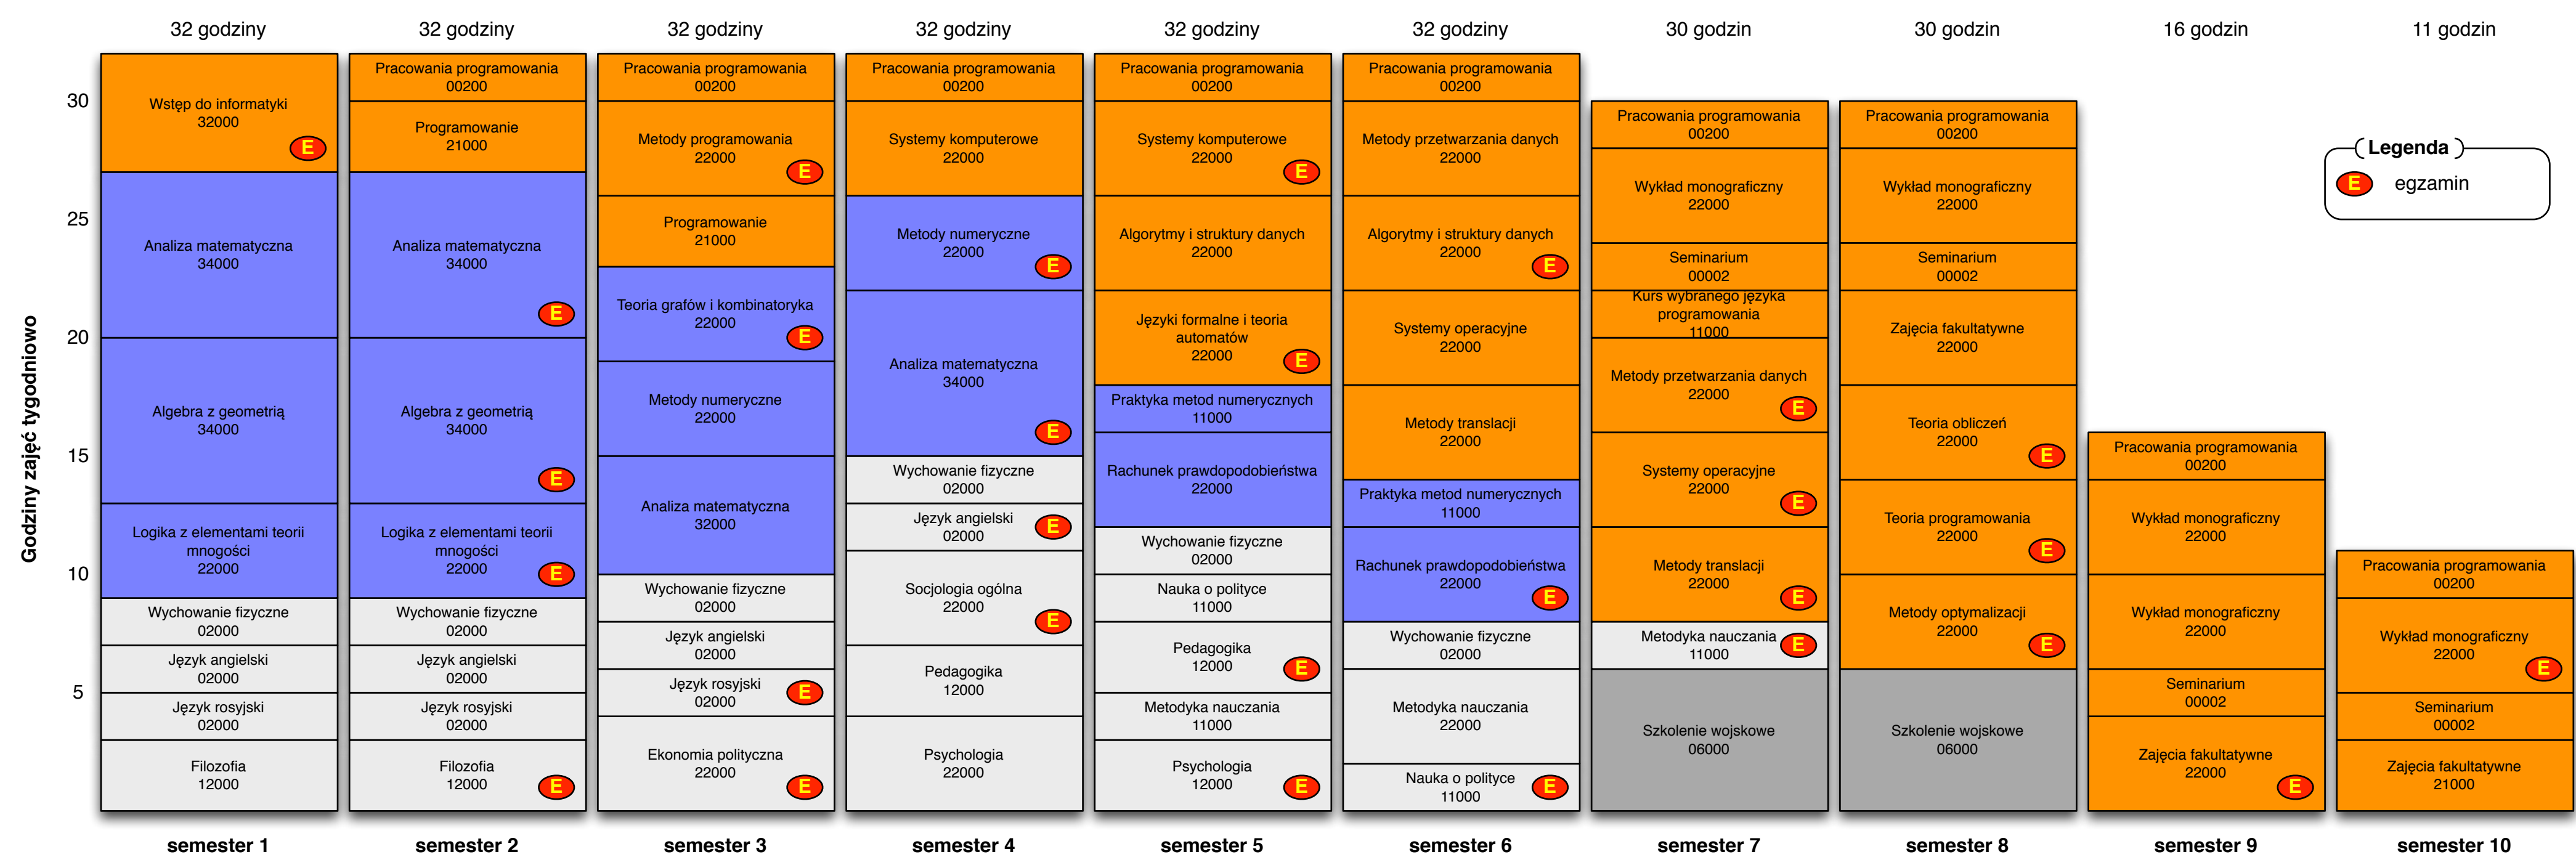 32 godziny
32 godziny
32 godziny
32 godziny
32 godziny
32 godziny
30 godzin
30 godzin
16 godzin
11 godzin
Godziny zajęć tygodniowo
30
25
20
15
10
5
Wstęp do informatyki
32000
E
Analiza matematyczna
34000
Algebra z geometrią
34000
Logika z elementami teorii
mnogości
22000
Wychowanie fizyczne
02000
Język angielski
02000
Język rosyjski
02000
Filozofia
12000
semester 1
Pracowania programowania
00200
Programowanie
21000
Analiza matematyczna
34000
E
Algebra z geometrią
34000
E
Logika z elementami teorii
mnogości
22000
E
Wychowanie fizyczne
02000
Język angielski
02000
Język rosyjski
02000
Filozofia
12000
E
semester 2
Pracowania programowania
00200
Metody programowania
22000
E
Programowanie
21000
Teoria grafów i kombinatoryka
22000
E
Metody numeryczne
22000
Analiza matematyczna
32000
Wychowanie fizyczne
02000
Język angielski
02000
Język rosyjski
02000
E
Ekonomia polityczna
22000
E
semester 3
Pracowania programowania
00200
Systemy komputerowe
22000
Metody numeryczne
22000
E
Analiza matematyczna
34000
E
Wychowanie fizyczne
02000
Język angielski
02000
E
Socjologia ogólna
22000
E
Pedagogika
12000
Psychologia
22000
semester 4
Pracowania programowania
00200
Systemy komputerowe
22000
E
Algorytmy i struktury danych
22000
Języki formalne i teoria
automatów
22000
E
Praktyka metod numerycznych
11000
Rachunek prawdopodobieństwa
22000
Wychowanie fizyczne
02000
Nauka o polityce
11000
Pedagogika
12000
E
Metodyka nauczania
11000
Psychologia
12000
E
semester 5
Pracowania programowania
00200
Metody przetwarzania danych
22000
Algorytmy i struktury danych
22000
E
Systemy operacyjne
22000
Metody translacji
22000
Praktyka metod numerycznych
11000
Rachunek prawdopodobieństwa
22000
E
Wychowanie fizyczne
02000
Metodyka nauczania
22000
Nauka o polityce
11000
E
semester 6
Pracowania programowania
00200
Wykład monograficzny
22000
Seminarium
00002
Kurs wybranego języka
programowania
11000
Metody przetwarzania danych
22000
E
Systemy operacyjne
22000
E
Metody translacji
22000
E
Metodyka nauczania
11000
E
Szkolenie wojskowe
06000
semester 7
Pracowania programowania
00200
Wykład monograficzny
22000
Seminarium
00002
Zajęcia fakultatywne
22000
Teoria obliczeń
22000
E
Teoria programowania
22000
E
Metody optymalizacji
22000
E
Szkolenie wojskowe
06000
semester 8
Pracowania programowania
00200
Wykład monograficzny
22000
Wykład monograficzny
22000
Seminarium
00002
Zajęcia fakultatywne
22000
E
semester 9
Pracowania programowania
00200
Wykład monograficzny
22000
E
Seminarium
00002
Zajęcia fakultatywne
21000
semester 10
Legenda
E egzamin